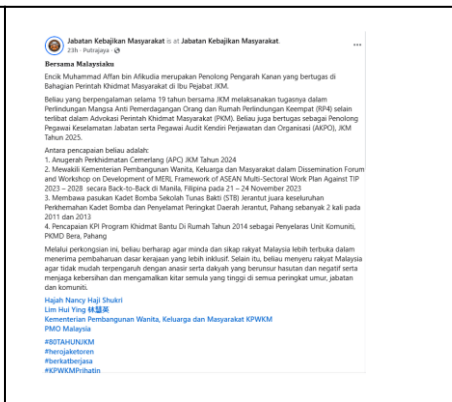 Jabatan Kebajikan Masyarakat is at Jabatan Kebajikan Masyarakat.
23h · Putrajaya ·
Bersama Malaysiaku
Encik Muhammad Affan bin Afikudia merupakan Penolong Pengarah Kanan yang bertugas di
Bahagian Perintah Khidmat Masyarakat di Ibu Pejabat JKM.
Beliau yang berpengalaman selama 19 tahun bersama JKM melaksanakan tugasnya dalam
Perlindungan Mangsa Anti Pemerdagangan Orang dan Rumah Perlindungan Keempat (RP4) selain
terlibat dalam Advokasi Perintah Khidmat Masyarakat (PKM). Beliau juga bertugas sebagai Penolong
Pegawai Keselamatan Jabatan serta Pegawai Audit Kendiri Perjawatan dan Organisasi (AKPO), JKM
Tahun 2025.
Antara pencapaian beliau adalah:
1. Anugerah Perkhidmatan Cemerlang (APC) JKM Tahun 2024
2. Mewakili Kementerian Pembangunan Wanita, Keluarga dan Masyarakat dalam Dissemination Forum
and Workshop on Development of MERL Framework of ASEAN Multi-Sectoral Work Plan Against TIP
2023 – 2028 secara Back-to-Back di Manila, Filipina pada 21 – 24 November 2023
3. Membawa pasukan Kadet Bomba Sekolah Tunas Bakti (STB) Jerantut juara keseluruhan
Perkhemahan Kadet Bomba dan Penyelamat Peringkat Daerah Jerantut, Pahang sebanyak 2 kali pada
2011 dan 2013
4. Pencapaian KPI Program Khidmat Bantu Di Rumah Tahun 2014 sebagai Penyelaras Unit Komuniti,
PKMD Bera, Pahang
Melalui perkongsian ini, beliau berharap agar minda dan sikap rakyat Malaysia lebih terbuka dalam
menerima pembaharuan dasar kerajaan yang lebih inklusif. Selain itu, beliau menyeru rakyat Malaysia
agar tidak mudah terpengaruh dengan anasir serta dakyah yang berunsur hasutan dan negatif serta
menjaga kebersihan dan mengamalkan kitar semula yang tinggi di semua peringkat umur, jabatan
dan komuniti.
Hajah Nancy Haji Shukri
Lim Hui Ying 林慧英
Kementerian Pembangunan Wanita, Keluarga dan Masyarakat KPWKM
PMO Malaysia
#80TAHUNJKM
#herojaketoren
#berkatberjasa
#KPWKMPrihatin